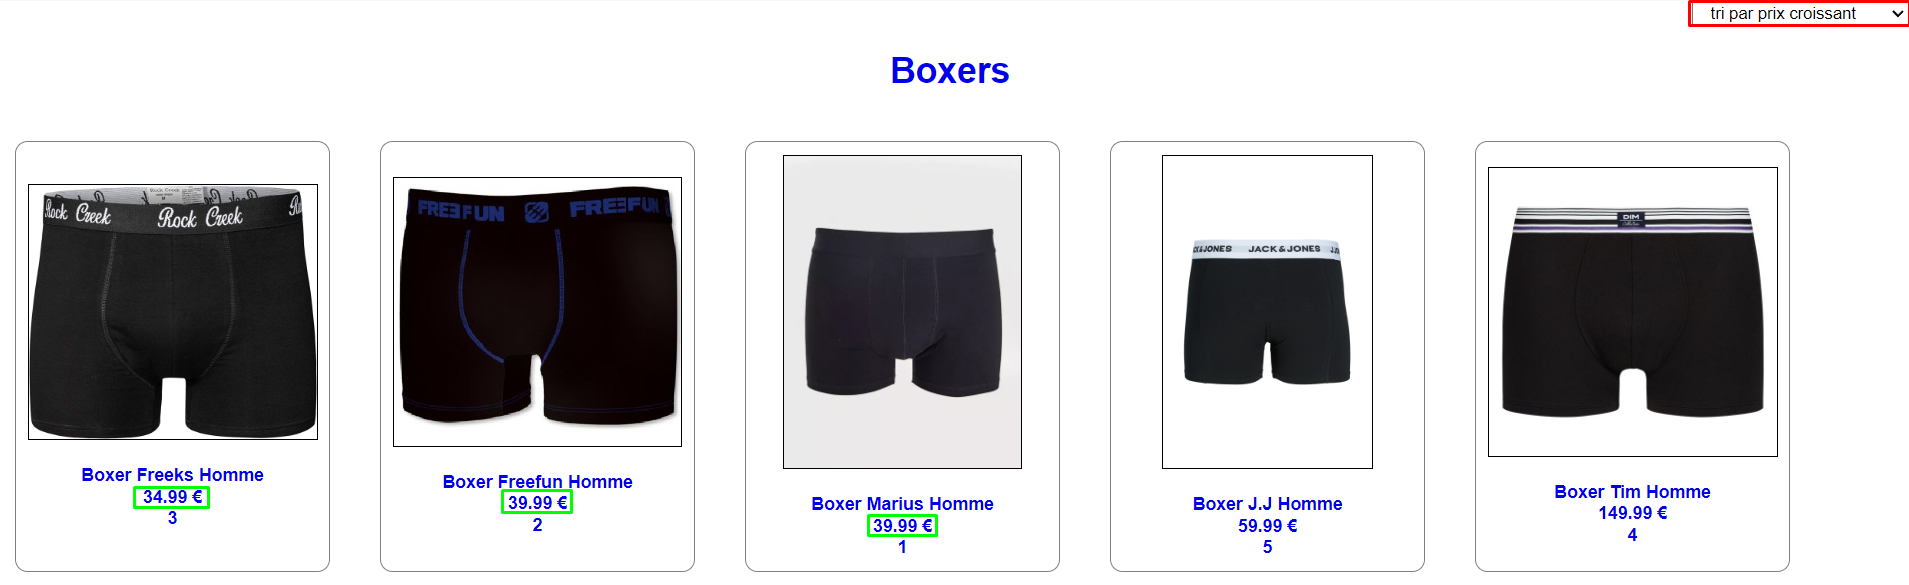 tri par prix croissant
Boxers
Rock Creek Rock Creek
Boxer Freeks Homme
34.99 €
3
FREEFUN FREEFUN
Boxer Freefun Homme
39.99 €
2
Boxer Marius Homme
39.99 €
1
JACK & JONES
Boxer J.J Homme
59.99 €
5
DIM
Boxer Tim Homme
149.99 €
4